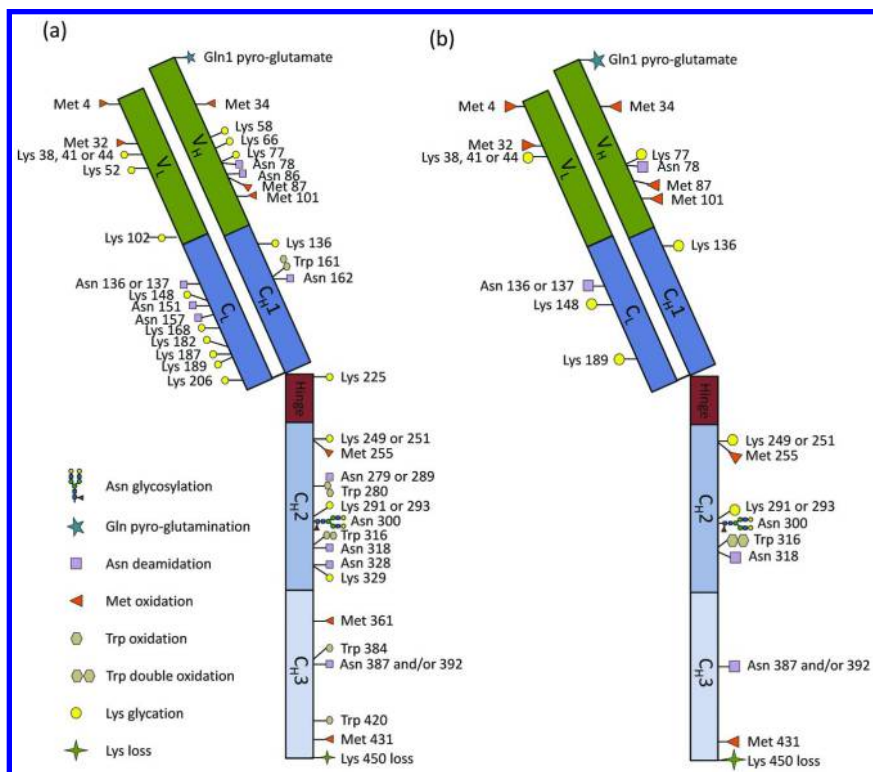 (a)
Gln1 pyro-glutamate
Met 4
Met 34
Lys 58
Met 32
Lys 66
Lys 38, 41 or 44
Lys 77
Lys 52
Asn 78
Asn 86
Met 87
Met 101
VL
VH
Lys 102
Lys 136
Trp 161
Asn 162
Asn 136 or 137
Lys 148
Asn 151
Asn 157
Lys 168
Lys 182
Lys 187
Lys 189
Lys 206
CL
CH1
Hinge
Lys 225
Lys 249 or 251
Met 255
Asn 279 or 289
Trp 280
Lys 291 or 293
Asn 300
Trp 316
Asn 318
Asn 328
Lys 329
CH2
Met 361
Trp 384
Asn 387 and/or 392
CH3
Trp 420
Met 431
Lys 450 loss
Asn glycosylation
Gln pyro-glutamination
Asn deamidation
Met oxidation
Trp oxidation
Trp double oxidation
Lys glycation
Lys loss
(b)
Gln1 pyro-glutamate
Met 4
Met 34
Met 32
Lys 38, 41 or 44
Lys 77
Asn 78
Met 87
Met 101
VL
VH
Lys 136
Asn 136 or 137
Lys 148
Lys 189
CL
CH1
Hinge
Lys 249 or 251
Met 255
Lys 291 or 293
Asn 300
Trp 316
Asn 318
CH2
Asn 387 and/or 392
CH3
Met 431
Lys 450 loss